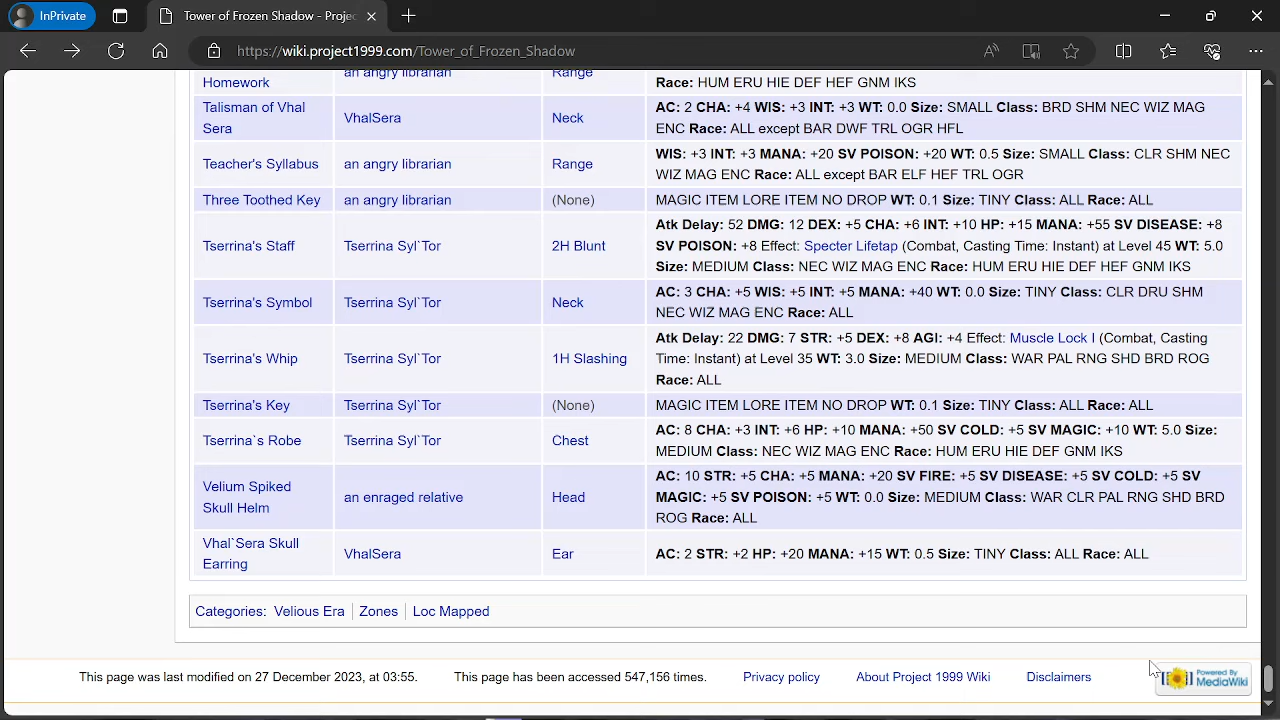 InPrivate
Tower of Frozen Shadow - Projec
https://wiki.project1999.com/Tower_of_Frozen_Shadow
an angry librarian Range
Homework Race: HUM ERU HIE DEF HEF GNM IKS
Talisman of Vhal AC: 2 CHA: +4 WIS: +3 INT: +3 WT: 0.0 Size: SMALL Class: BRD SHM NEC WIZ MAG
VhalSera Neck
Sera ENC Race: ALL except BAR DWF TRL OGR HFL
WIS: +3 INT: +3 MANA: +20 SV POISON: +20 WT: 0.5 Size: SMALL Class: CLR SHM NEC
Teacher's Syllabus an angry librarian Range
WIZ MAG ENC Race: ALL except BAR ELF HEF TRL OGR
Three Toothed Key an angry librarian (None) MAGIC ITEM LORE ITEM NO DROP WT: 0.1 Size: TINY Class: ALL Race: ALL
Atk Delay: 52 DMG: 12 DEX: +5 CHA: +6 INT: +10 HP: +15 MANA: +55 SV DISEASE: +8
Tserrina's Staff Tserrina Syl`Tor 2H Blunt SV POISON: +8 Effect: Specter Lifetap (Combat, Casting Time: Instant) at Level 45 WT: 5.0
Size: MEDIUM Class: NEC WIZ MAG ENC Race: HUM ERU HIE DEF HEF GNM IKS
AC: 3 CHA: +5 WIS: +5 INT: +5 MANA: +40 WT: 0.0 Size: TINY Class: CLR DRU SHM
Tserrina's Symbol Tserrina Syl`Tor Neck
NEC WIZ MAG ENC Race: ALL
Atk Delay: 22 DMG: 7 STR: +5 DEX: +8 AGI: +4 Effect: Muscle Lock I (Combat, Casting
Tserrina's Whip Tserrina Syl`Tor 1H Slashing Time: Instant) at Level 35 WT: 3.0 Size: MEDIUM Class: WAR PAL RNG SHD BRD ROG
Race: ALL
Tserrina's Key Tserrina Syl`Tor (None) MAGIC ITEM LORE ITEM NO DROP WT: 0.1 Size: TINY Class: ALL Race: ALL
AC: 8 CHA: +3 INT: +6 HP: +10 MANA: +50 SV COLD: +5 SV MAGIC: +10 WT: 5.0 Size:
Tserrina`s Robe Tserrina Syl`Tor Chest
MEDIUM Class: NEC WIZ MAG ENC Race: HUM ERU HIE DEF GNM IKS
AC: 10 STR: +5 CHA: +5 MANA: +20 SV FIRE: +5 SV DISEASE: +5 SV COLD: +5 SV
Velium Spiked
an enraged relative Head MAGIC: +5 SV POISON: +5 WT: 0.0 Size: MEDIUM Class: WAR CLR PAL RNG SHD BRD
Skull Helm
ROG Race: ALL
Vhal`Sera Skull
VhalSera Ear AC: 2 STR: +2 HP: +20 MANA: +15 WT: 0.5 Size: TINY Class: ALL Race: ALL
Earring
Categories: Velious Era Zones Loc Mapped
This page was last modified on 27 December 2023, at 03:55. This page has been accessed 547,156 times. Privacy policy About Project 1999 Wiki Disclaimers
Powered By
MediaWiki